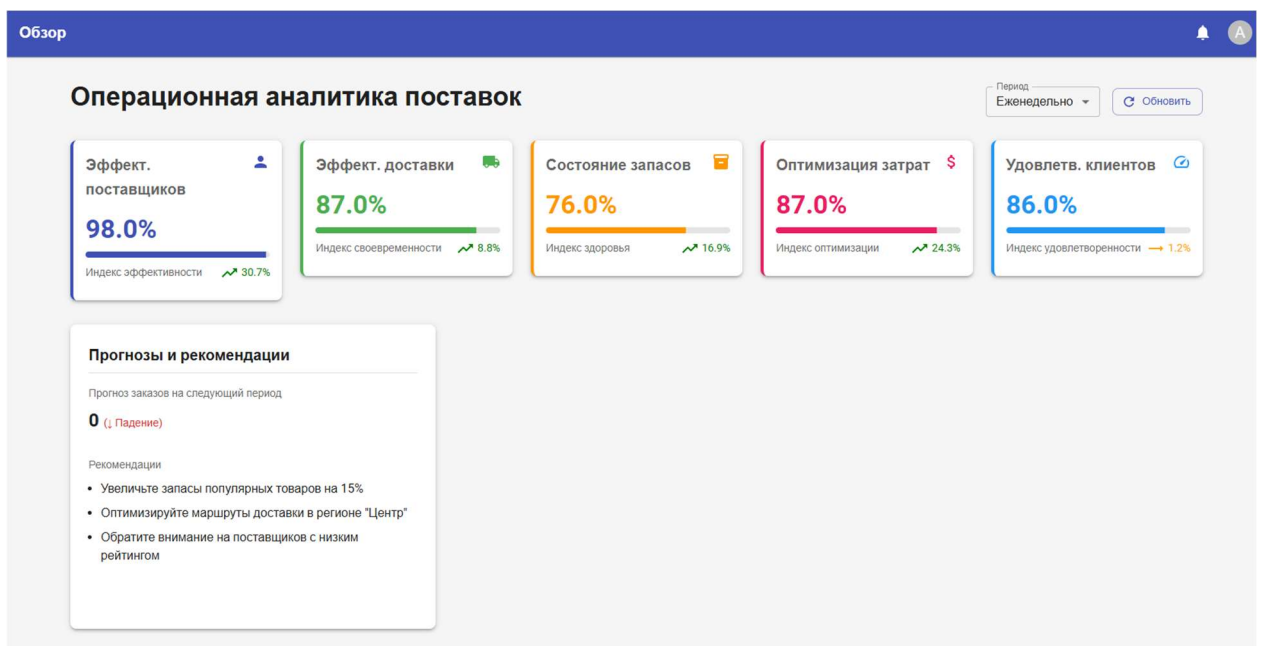 Обзор
A
Операционная аналитика поставок
Период
Еженедельно
Обновить
Эффект.
поставщиков
98.0%
Индекс эффективности 30.7%
Эффект. доставки
87.0%
Индекс своевременности 8.8%
Состояние запасов
76.0%
Индекс здоровья 16.9%
Оптимизация затрат $
87.0%
Индекс оптимизации 24.3%
Удовлетв. клиентов
86.0%
Индекс удовлетворенности → 1.2%
Прогнозы и рекомендации
Прогноз заказов на следующий период
0 (↓ Падение)
Рекомендации
• Увеличьте запасы популярных товаров на 15%
• Оптимизируйте маршруты доставки в регионе "Центр"
• Обратите внимание на поставщиков с низким
рейтингом